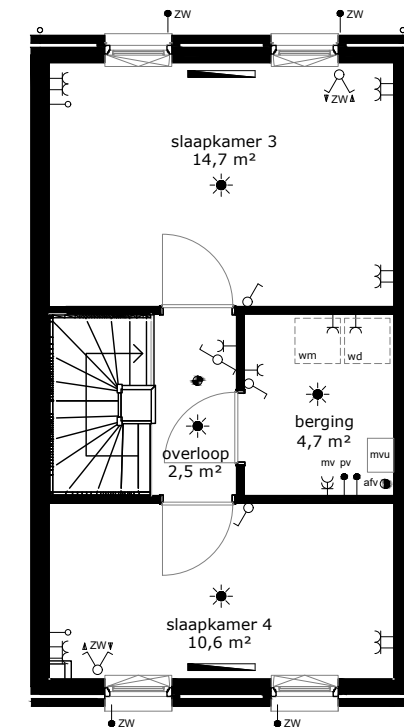 ZW
ZW
ZW
slaapkamer 3
14,7 m²
wm
wd
berging
4,7 m²
overloop
2,5 m²
mvu
mv
pv
afv
slaapkamer 4
10,6 m²
ZW
ZW
ZW